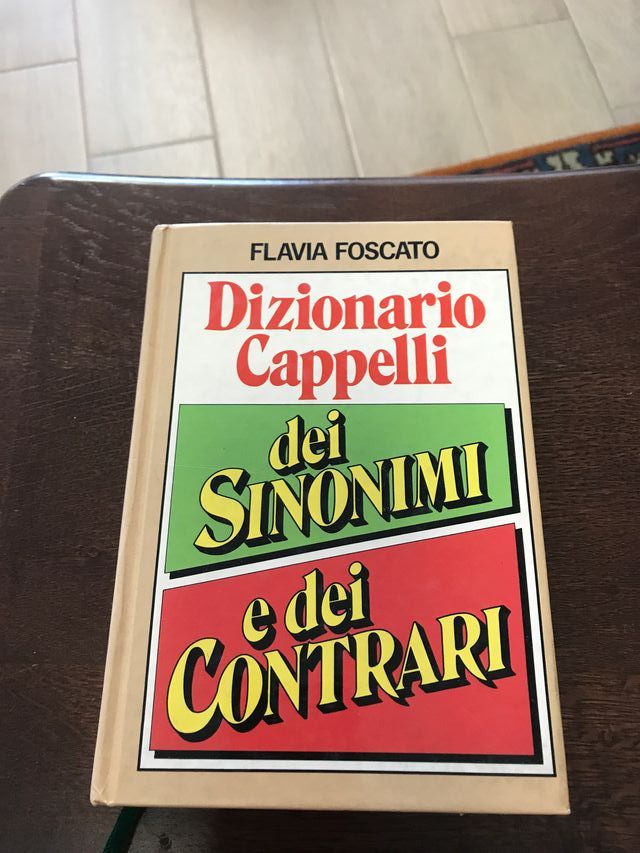 FLAVIA FOSCATO
Dizionario
Cappelli
dei
SINONIMI
e dei
CONTRARI